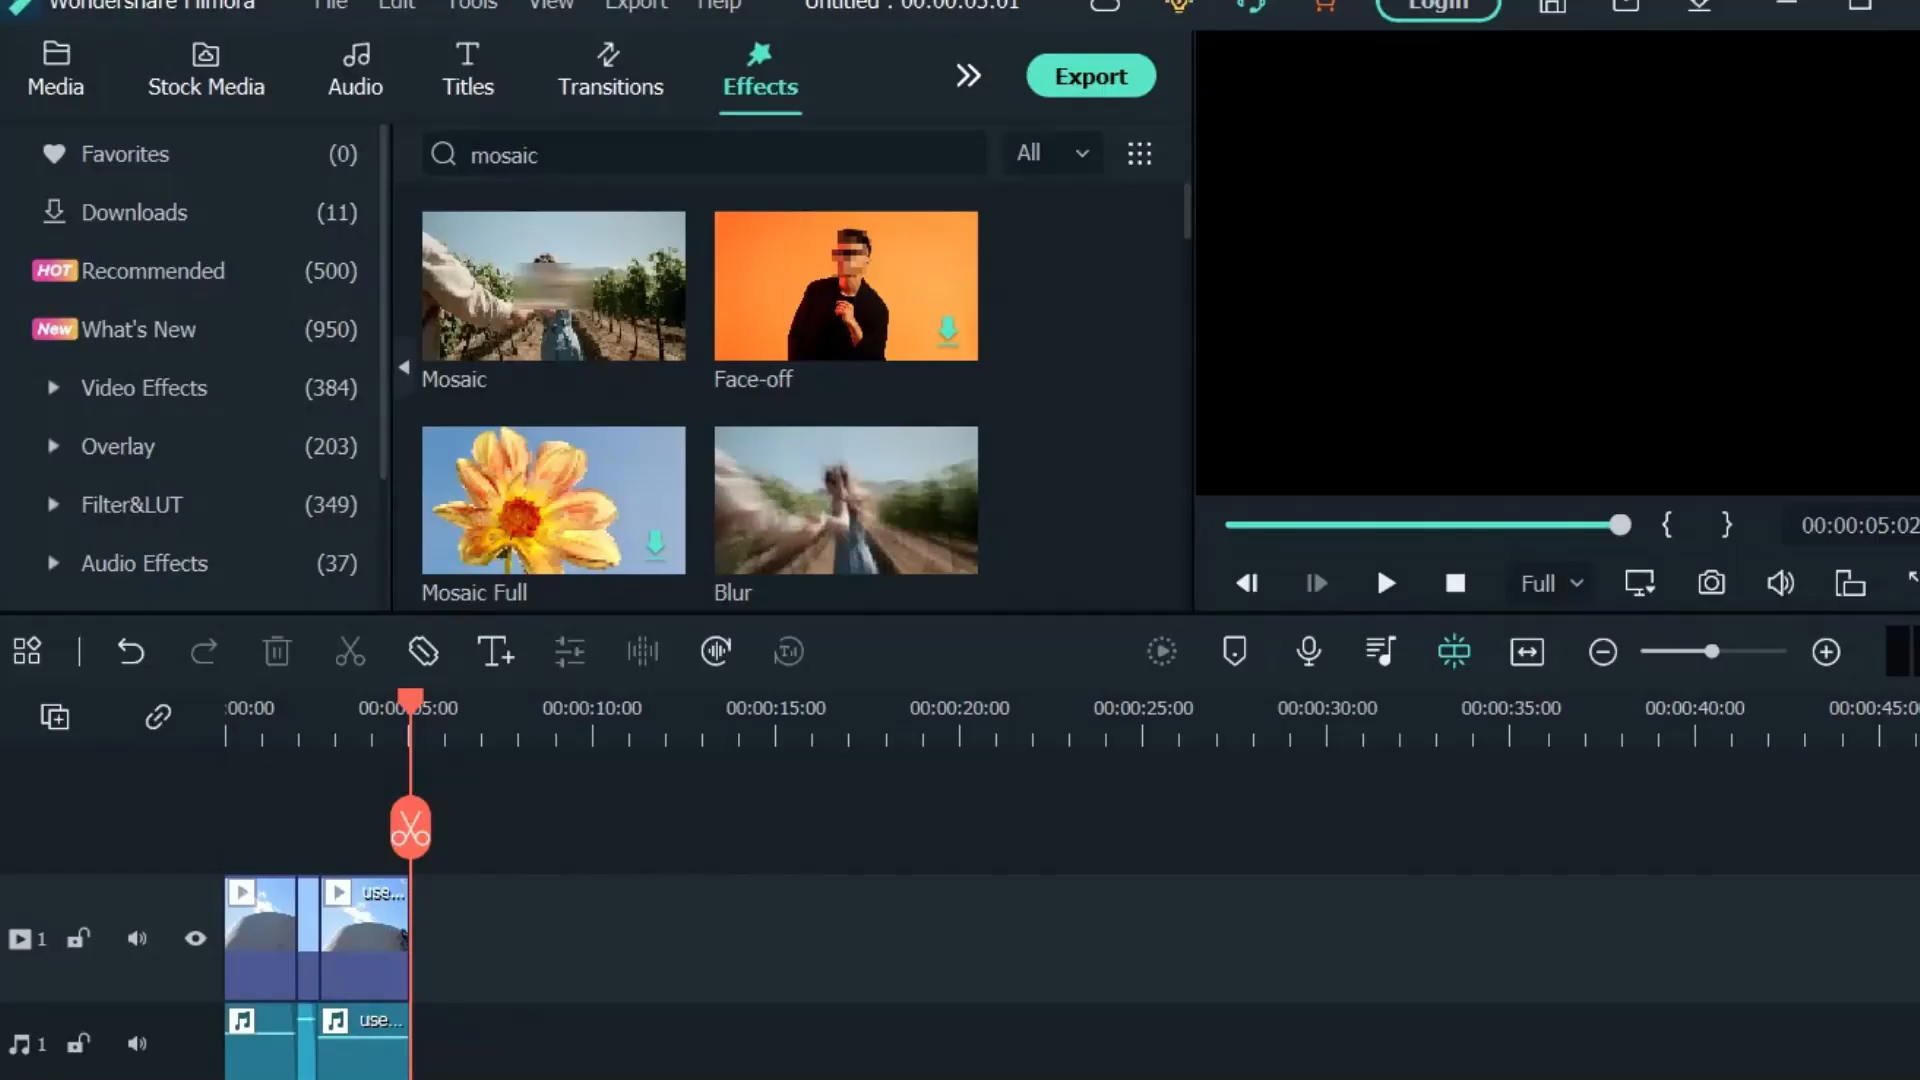 Wondershare Filmora File Edit Tools View Export Help Untitled : 00:00:05:01 Login
Media Stock Media Audio Titles Transitions Effects Export
Favorites (0)
Downloads (11)
HOT Recommended (500)
New What's New (950)
Video Effects (384)
Overlay (203)
Filter&LUT (349)
Audio Effects (37)
mosaic All
Mosaic Face-off
Mosaic Full Blur
00:00:05:02
Full
:00:00 00:00:05:00 00:00:10:00 00:00:15:00 00:00:20:00 00:00:25:00 00:00:30:00 00:00:35:00 00:00:40:00 00:00:45:0
use...
1
use...
1